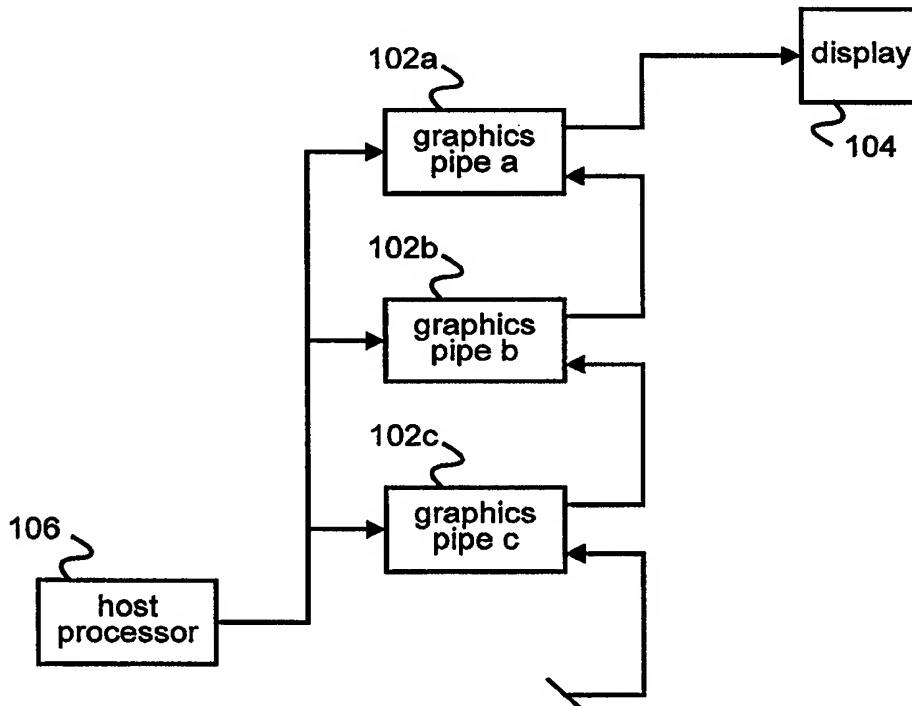 display
104
102a
graphics
pipe a
102b
graphics
pipe b
102c
graphics
pipe c
106
host
processor